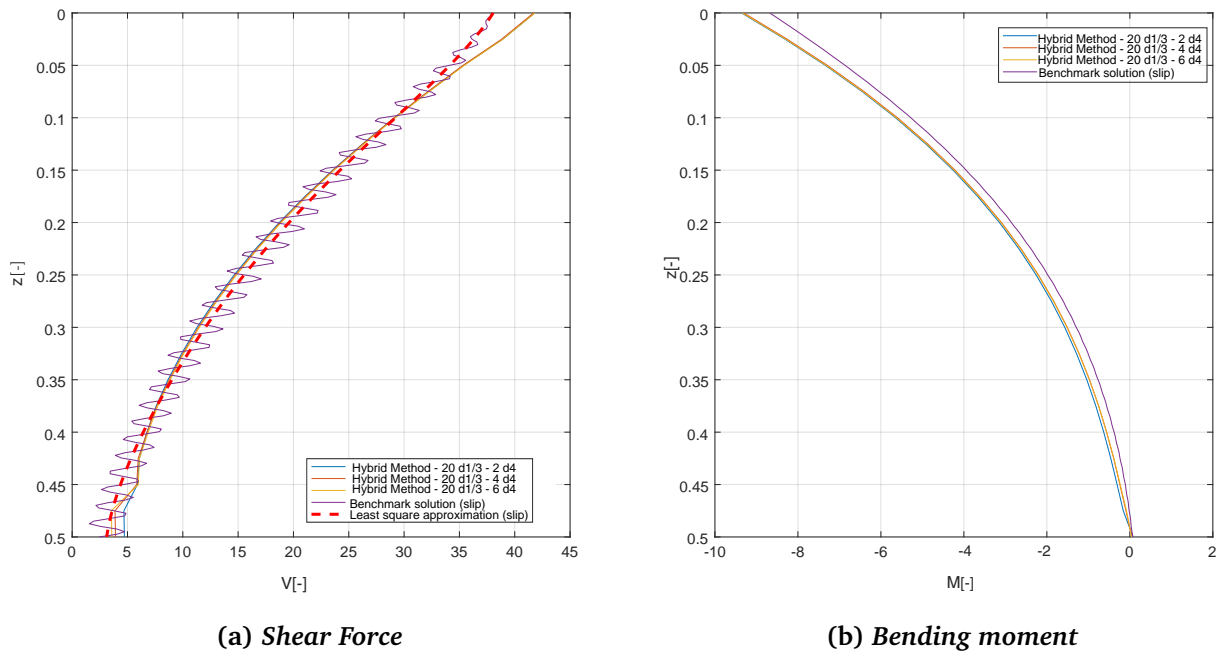 0
0.05
0.1
0.15
0.2
0.25
0.3
0.35
0.4
0.45
0.5
z[-]
0 5 10 15 20 25 30 35 40 45
V[-]
Hybrid Method - 20 d1/3 - 2 d4
Hybrid Method - 20 d1/3 - 4 d4
Hybrid Method - 20 d1/3 - 6 d4
Benchmark solution (slip)
Least square approximation (slip)
(a) Shear Force
0
0.05
0.1
0.15
0.2
0.25
0.3
0.35
0.4
0.45
0.5
z[-]
-10 -8 -6 -4 -2 0 2
M[-]
Hybrid Method - 20 d1/3 - 2 d4
Hybrid Method - 20 d1/3 - 4 d4
Hybrid Method - 20 d1/3 - 6 d4
Benchmark solution (slip)
(b) Bending moment